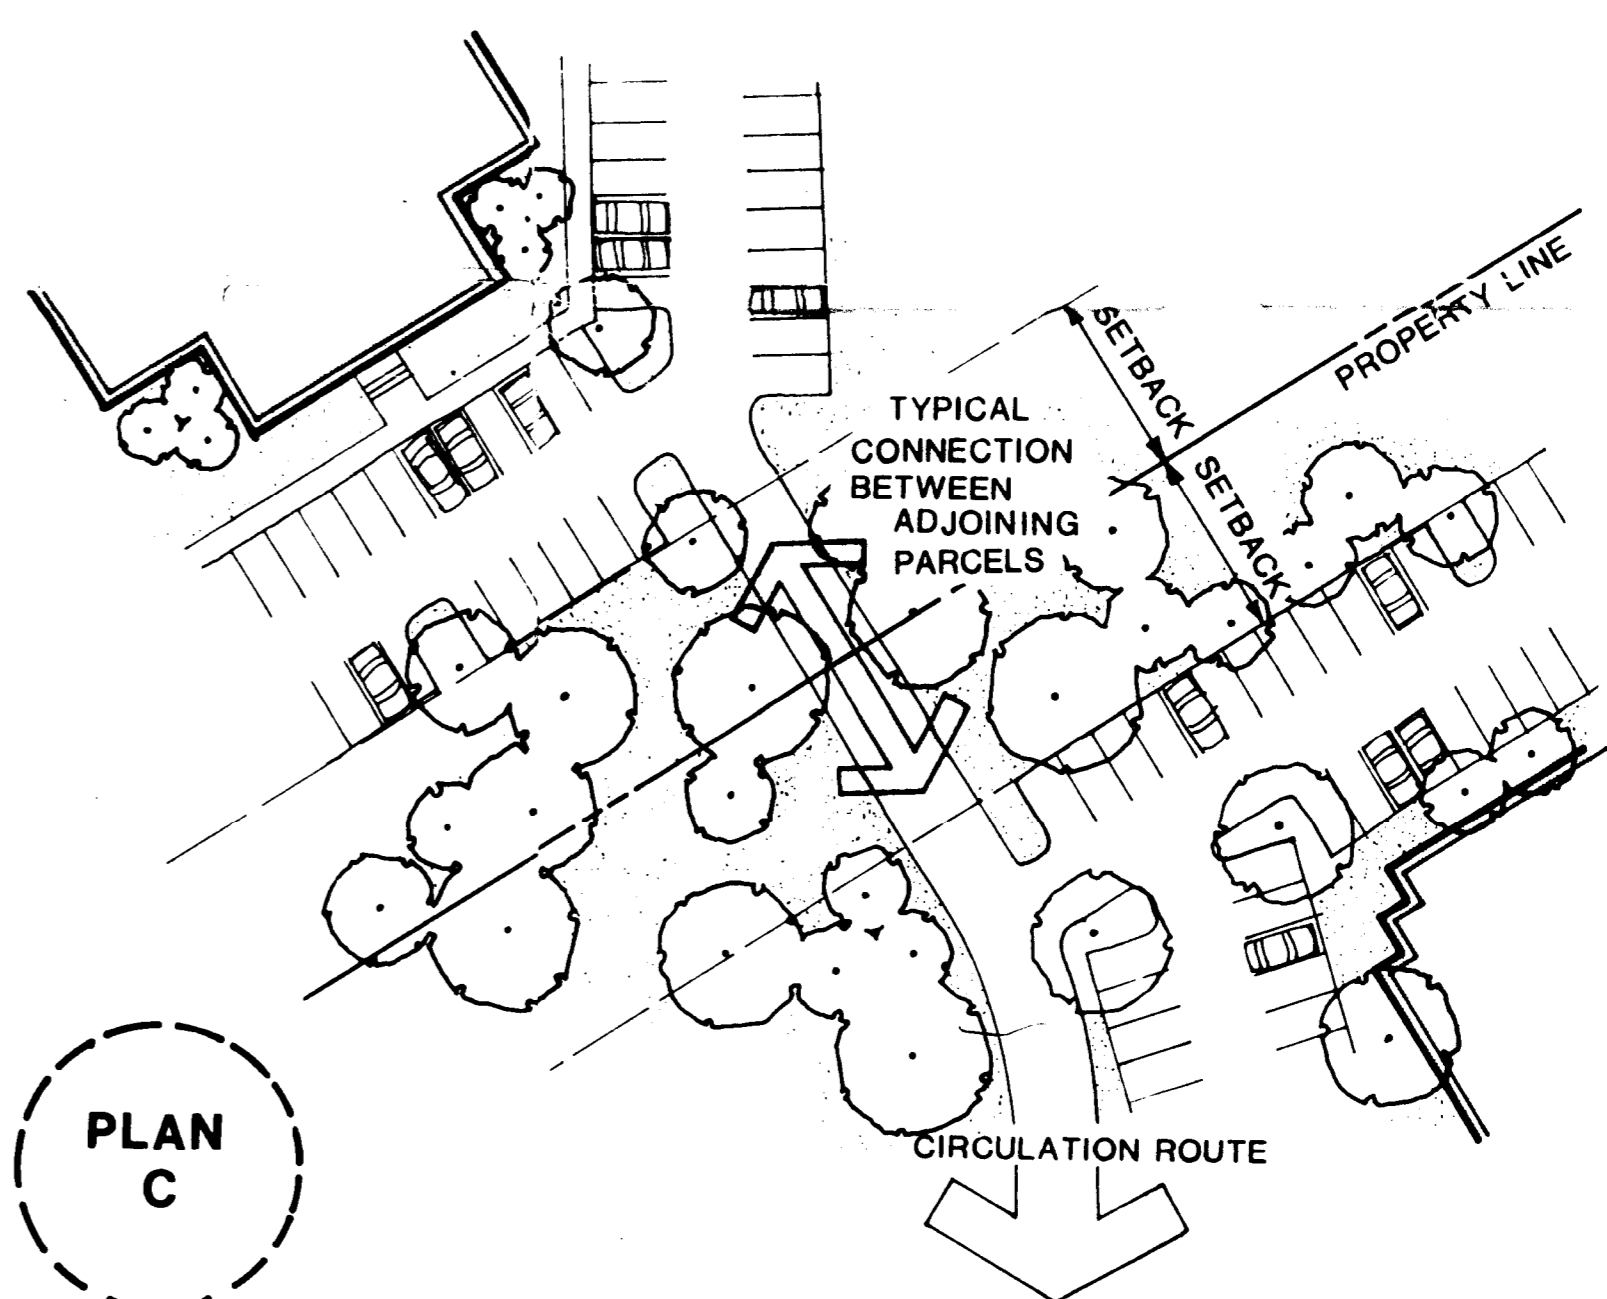 PROPERTY LINE
SETBACK
SETBACK
TYPICAL
CONNECTION
BETWEEN
ADJOINING
PARCELS
PLAN
C
CIRCULATION ROUTE